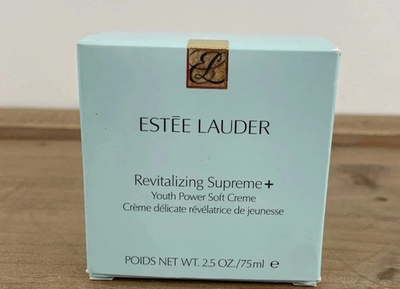 EL
ESTĒE LAUDER
Revitalizing Supreme+
Youth Power Soft Creme
Crème délicate révélatrice de jeunesse
POIDS NET WT. 2.5 OZ./75ml e